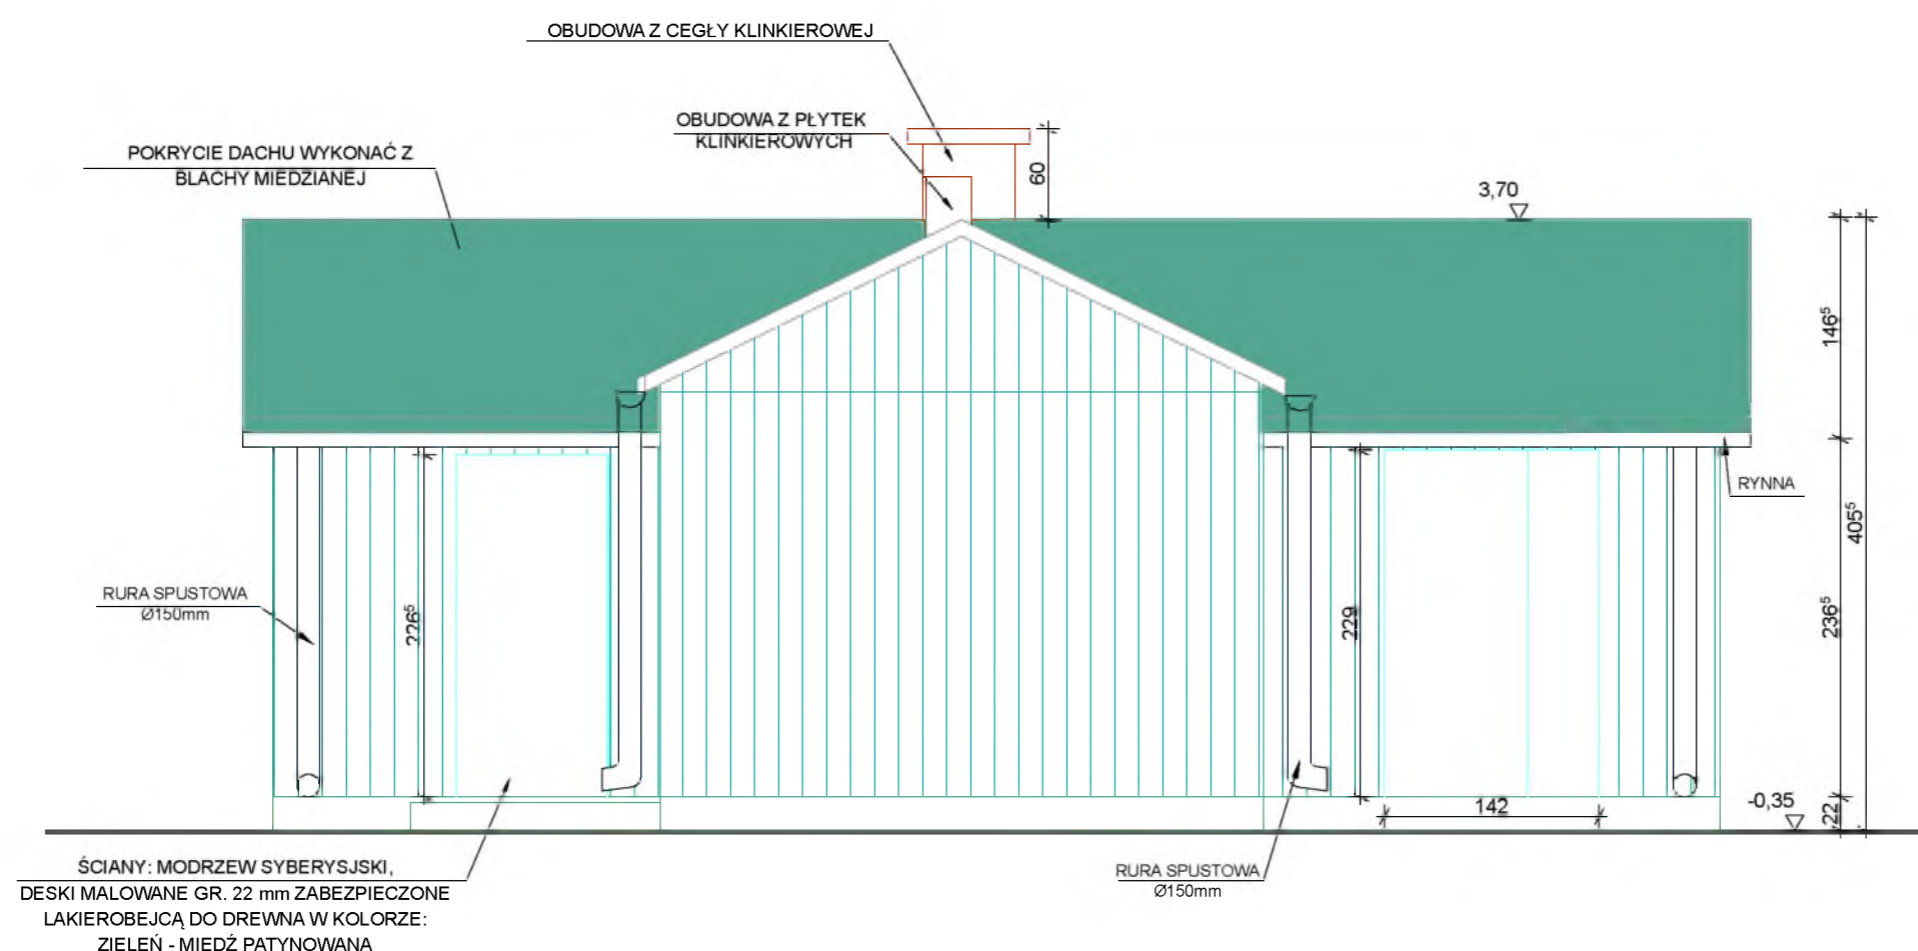 OBUDOWA Z CEGŁY KLINKIEROWEJ
OBUDOWA Z PŁYTEK
KLINKIEROWYCH
POKRYCIE DACHU WYKONAĆ Z
BLACHY MIEDZIANEJ
60
3,70
146⁵
RYNNA
405⁵
RURA SPUSTOWA
Ø150mm
226⁵
229
236⁵
142
-0,35
22
ŚCIANY: MODRZEW SYBERYSJSKI,
DESKI MALOWANE GR. 22 mm ZABEZPIECZONE
LAKIEROBEJCĄ DO DREWNA W KOLORZE:
ZIELEŃ - MIEDŹ PATYNOWANA
RURA SPUSTOWA
Ø150mm